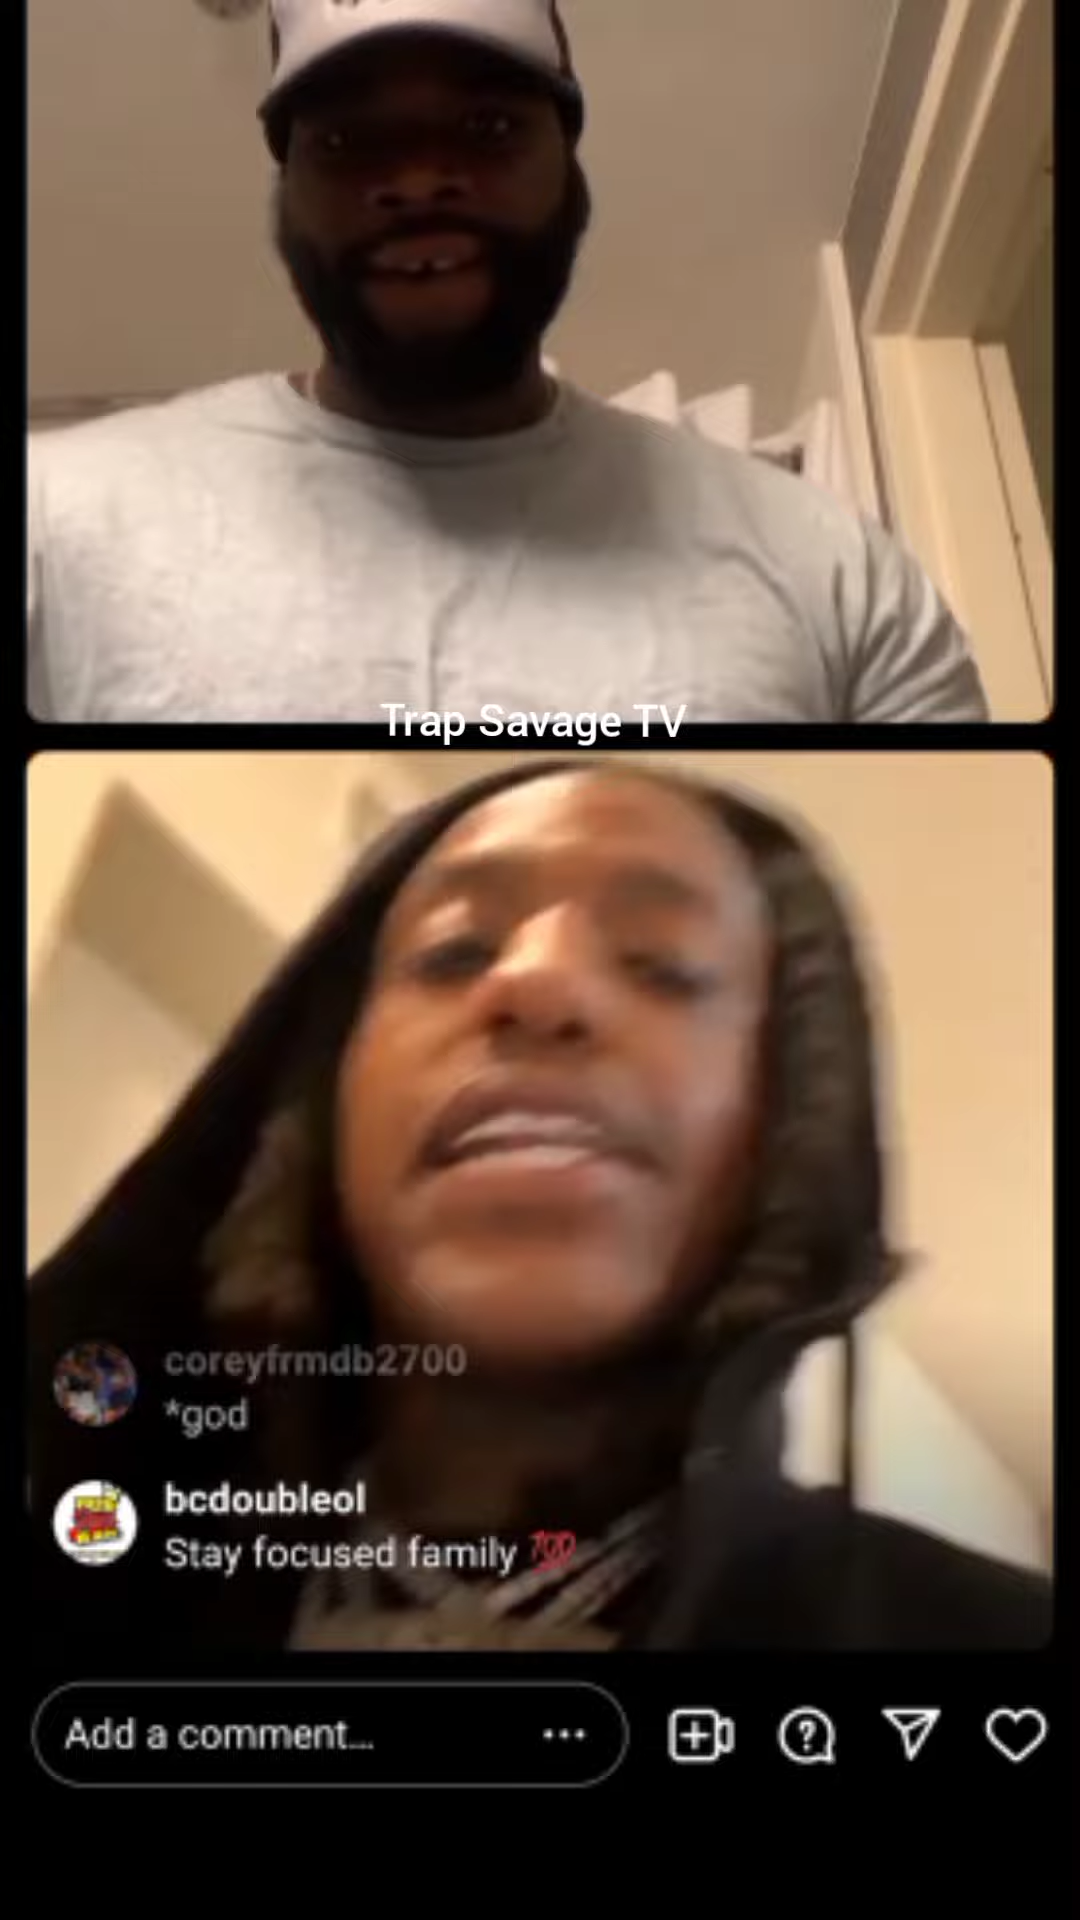 Trap Savage TV
coreyfrmdb2700
*god
bcdoubleol
Stay focused family 💯
Add a comment...